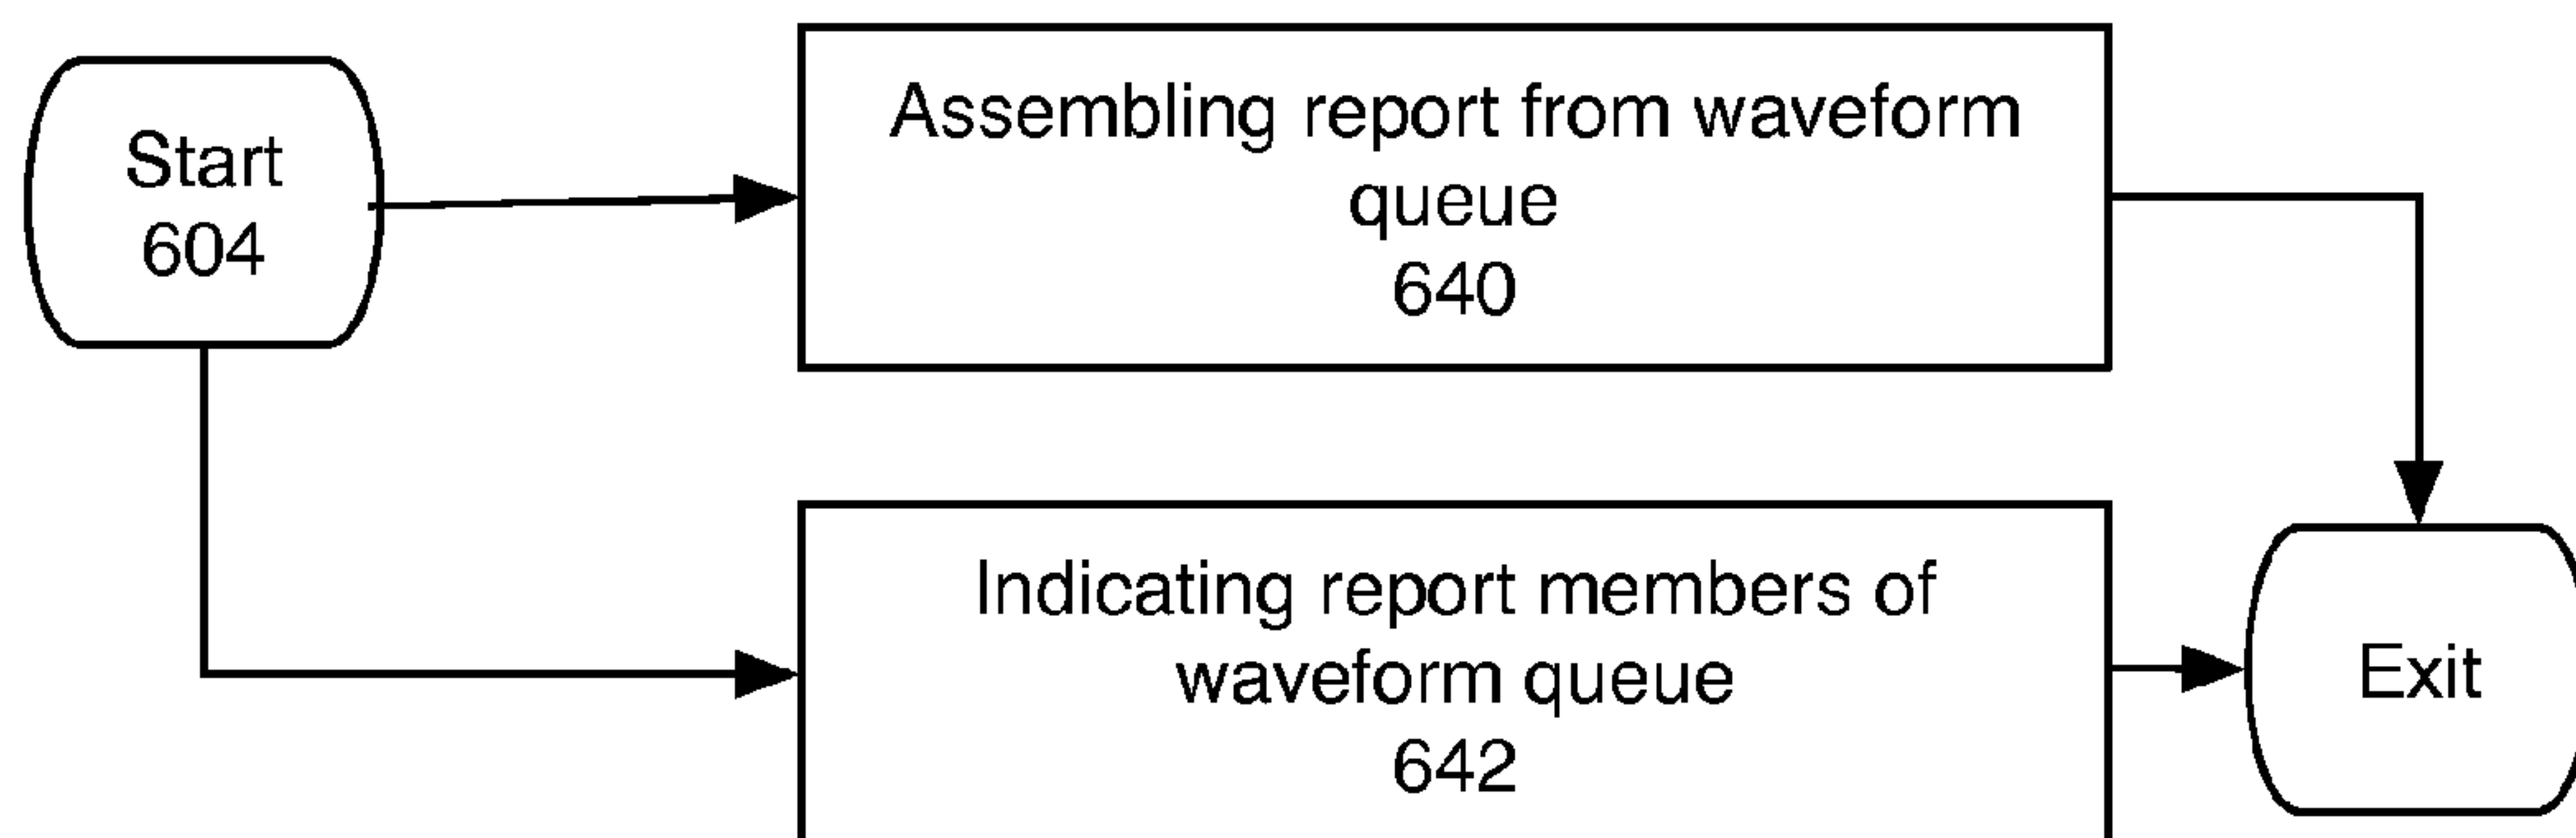 Start
604
Assembling report from waveform
queue
640
Indicating report members of
waveform queue
642
Exit